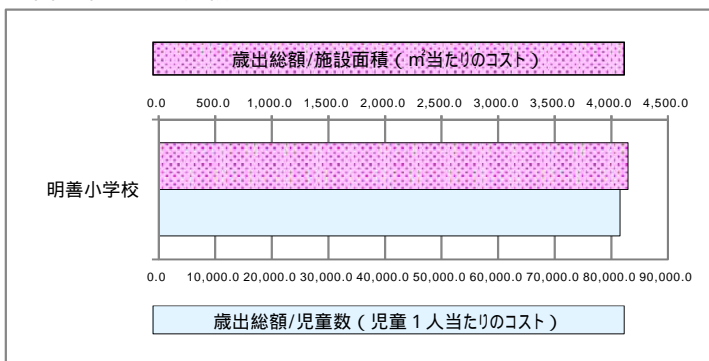 歳出総額/施設面積(㎡当たりのコスト)
0.0 500.0 1,000.0 1,500.0 2,000.0 2,500.0 3,000.0 3,500.0 4,000.0 4,500.0
明善小学校
0.0 10,000.0 20,000.0 30,000.0 40,000.0 50,000.0 60,000.0 70,000.0 80,000.0 90,000.0
歳出総額/児童数(児童1人当たりのコスト)